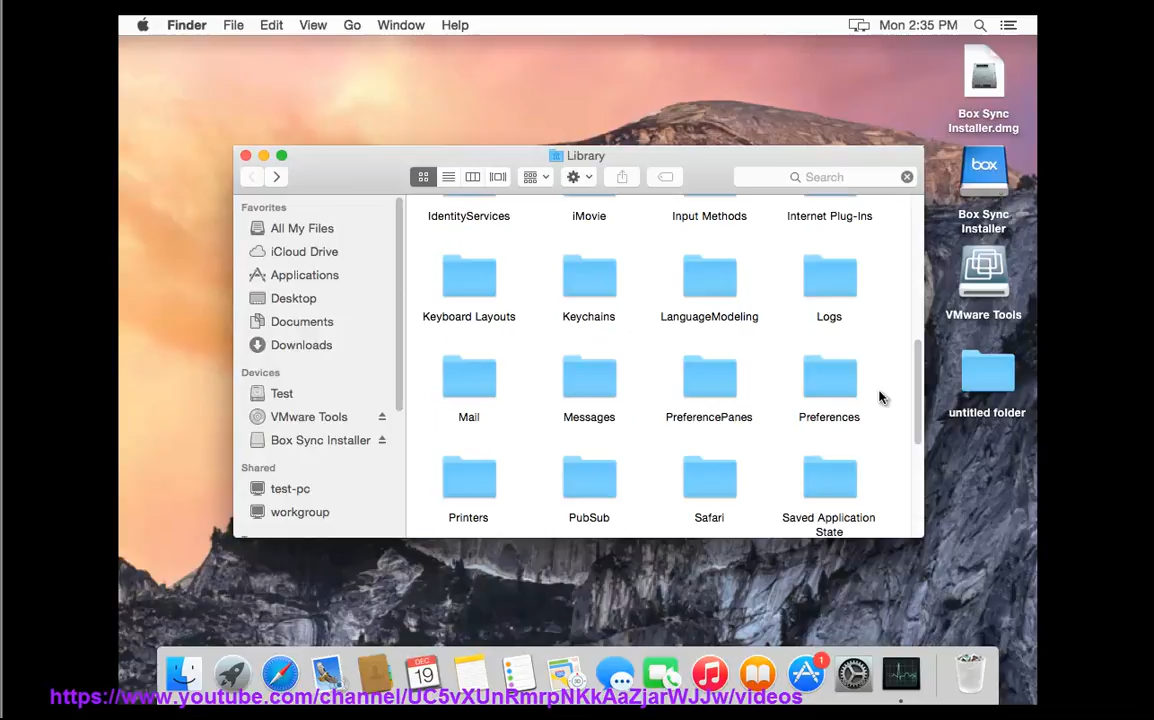 Finder File Edit View Go Window Help Mon 2:35 PM
Box Sync
Installer.dmg
Library
Search
box
Favorites
All My Files
iCloud Drive
Applications
Desktop
Documents
Downloads
Devices
Test
VMware Tools
Box Sync Installer
Shared
test-pc
workgroup
IdentityServices iMovie Input Methods Internet Plug-Ins
Keyboard Layouts Keychains LanguageModeling Logs
Mail Messages PreferencePanes Preferences
Printers PubSub Safari Saved Application
State
Box Sync
Installer
VMware Tools
untitled folder
DEC
19
1
https://www.youtube.com/channel/UC5vXUnRmrpNKkAaZjarWJJw/videos